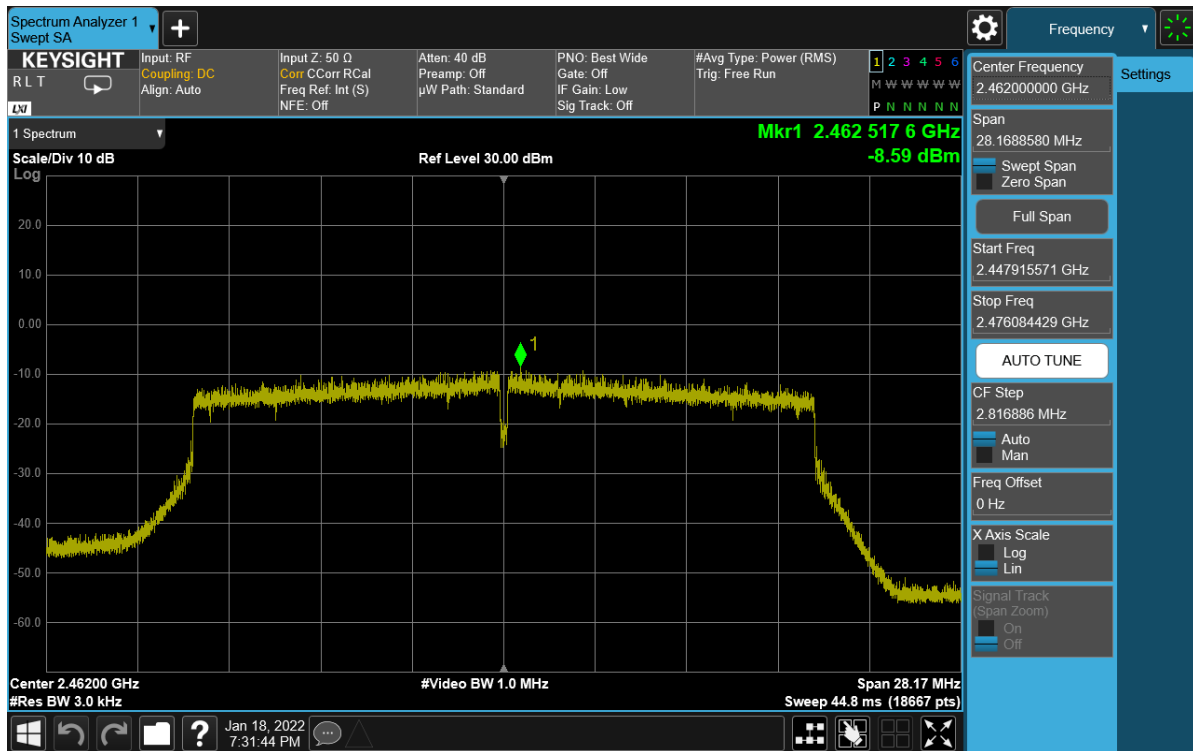 Spectrum Analyzer 1
Swept SA
Frequency
KEYSIGHT
R L T
LXI
Input: RF
Coupling: DC
Align: Auto
Input Z: 50 Ω
Corr CCorr RCal
Freq Ref: Int (S)
NFE: Off
Atten: 40 dB
Preamp: Off
µW Path: Standard
PNO: Best Wide
Gate: Off
IF Gain: Low
Sig Track: Off
#Avg Type: Power (RMS)
Trig: Free Run
1 2 3 4 5 6
M W W W W W
P N N N N N
1 Spectrum
Scale/Div 10 dB
Log
Ref Level 30.00 dBm
Mkr1 2.462 517 6 GHz
-8.59 dBm
20.0
10.0
0.00
-10.0
-20.0
-30.0
-40.0
-50.0
-60.0
1
Center 2.46200 GHz
#Res BW 3.0 kHz
#Video BW 1.0 MHz
Span 28.17 MHz
Sweep 44.8 ms (18667 pts)
Center Frequency
2.462000000 GHz
Settings
Span
28.1688580 MHz
Swept Span
Zero Span
Full Span
Start Freq
2.447915571 GHz
Stop Freq
2.476084429 GHz
AUTO TUNE
CF Step
2.816886 MHz
Auto
Man
Freq Offset
0 Hz
X Axis Scale
Log
Lin
Signal Track
(Span Zoom)
On
Off
?
Jan 18, 2022
7:31:44 PM